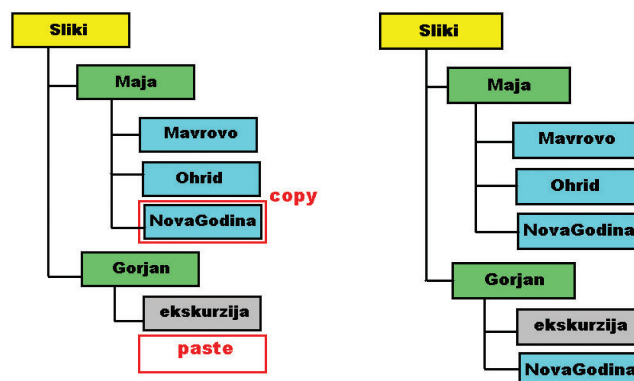 Sliki
Maja
Mavrovo
Ohrid
copy
NovaGodina
Gorjan
ekskurzija
paste
Sliki
Maja
Mavrovo
Ohrid
NovaGodina
Gorjan
ekskurzija
NovaGodina